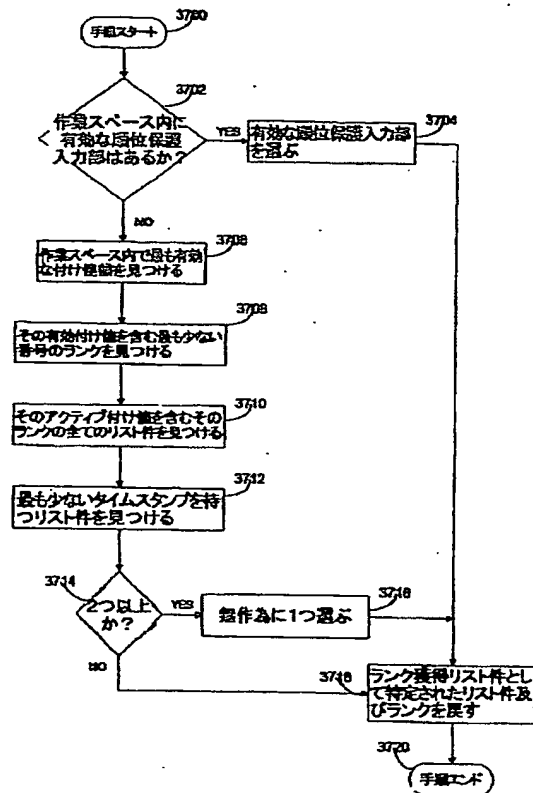 3700
手順スタート
3702
作業スペース内に
有効な段位保護
入力部はあるか?
YES
3704
有効な段位保護入力部
を選ぶ
NO
3706
作業スペース内で最も有効
な付け値額を見つける
3708
その有効付け値を含む最も少ない
番号のランクを見つける
3710
そのアクティブ付け値を含むその
ランクの全てのリスト件を見つける
3712
最も少ないタイムスタンプを持
つリスト件を見つける
3714
2つ以上
か?
YES
3716
無作為に1つ選ぶ
NO
3718
ランク獲得リスト件とし
て特定されたリスト件及
びランクを戻す
3720
手順エンド